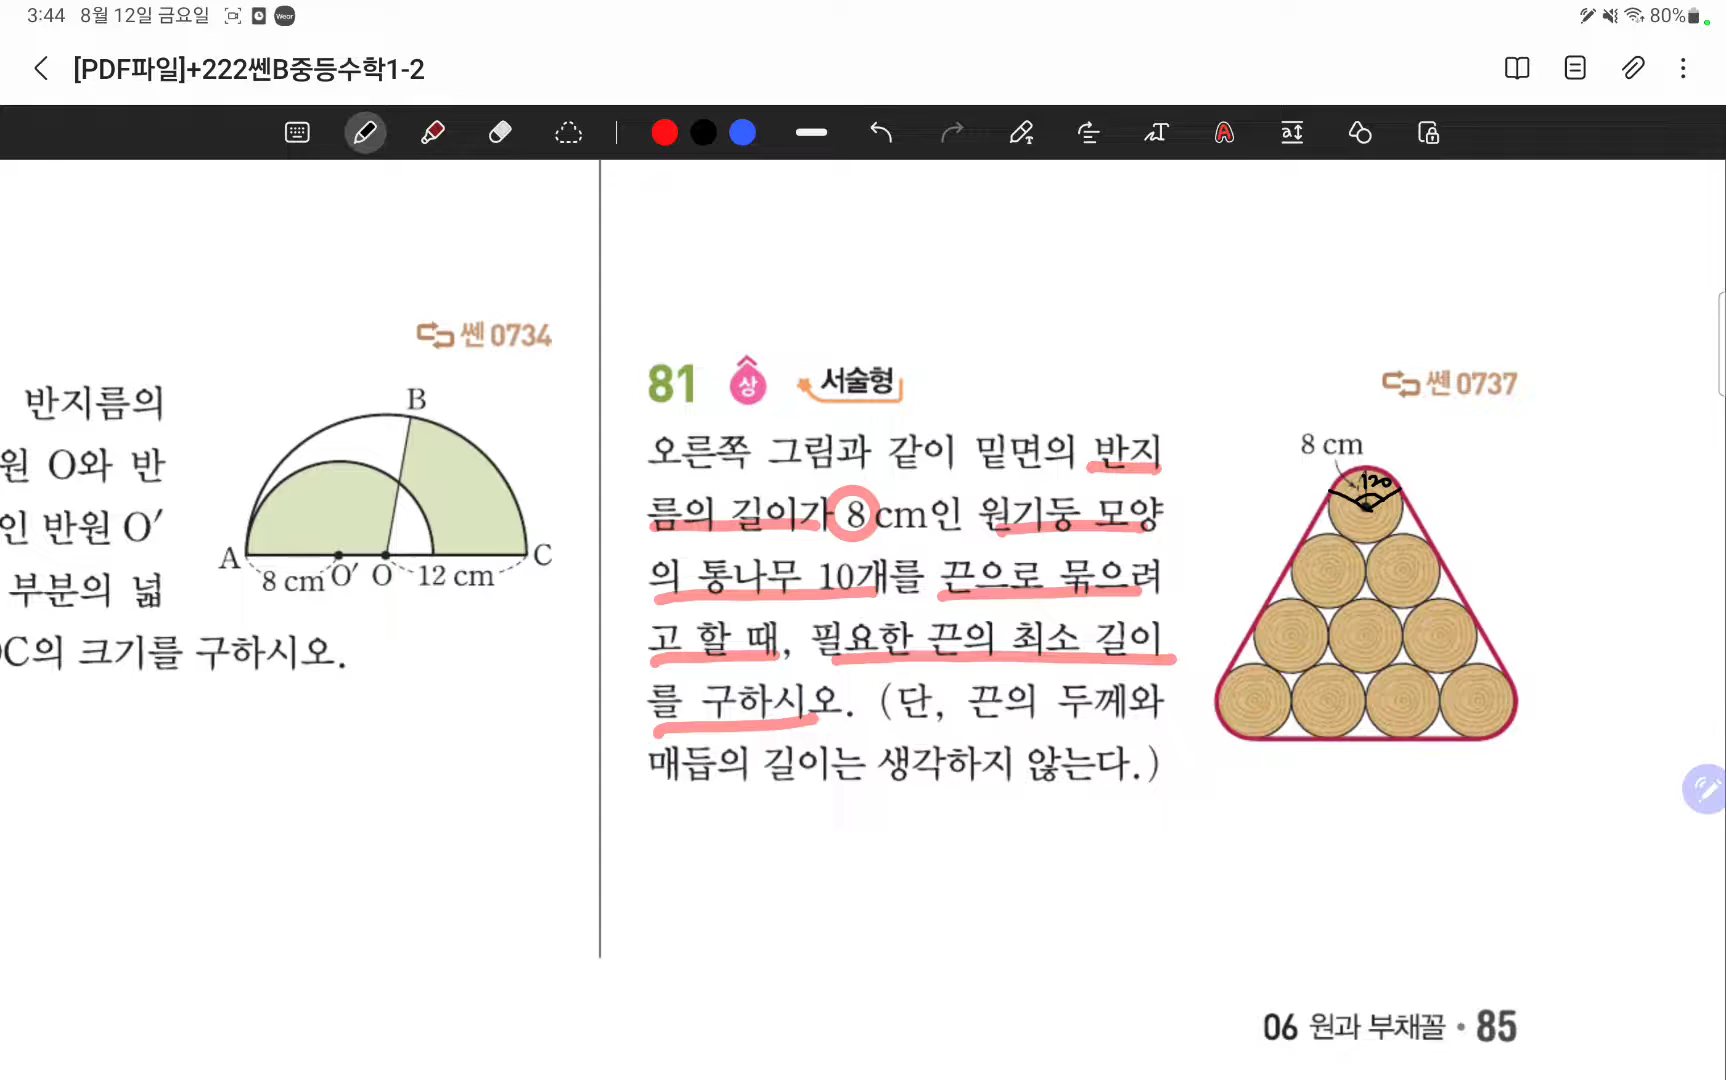 3:44 8월 12일 금요일
Wear
80%
[PDF파일]+222쎈B중등수학1-2
쎈 0734
반지름의
원 O와 반
인 반원 O′
부분의 넓
OC의 크기를 구하시오.
B
A
8 cm
O′
O
12 cm
C
81 상 서술형
쎈 0737
오른쪽 그림과 같이 밑면의 반지
름의 길이가 8 cm인 원기둥 모양
의 통나무 10개를 끈으로 묶으려
고 할 때, 필요한 끈의 최소 길이
를 구하시오. (단, 끈의 두께와
매듭의 길이는 생각하지 않는다.)
8 cm
120
06 원과 부채꼴 • 85